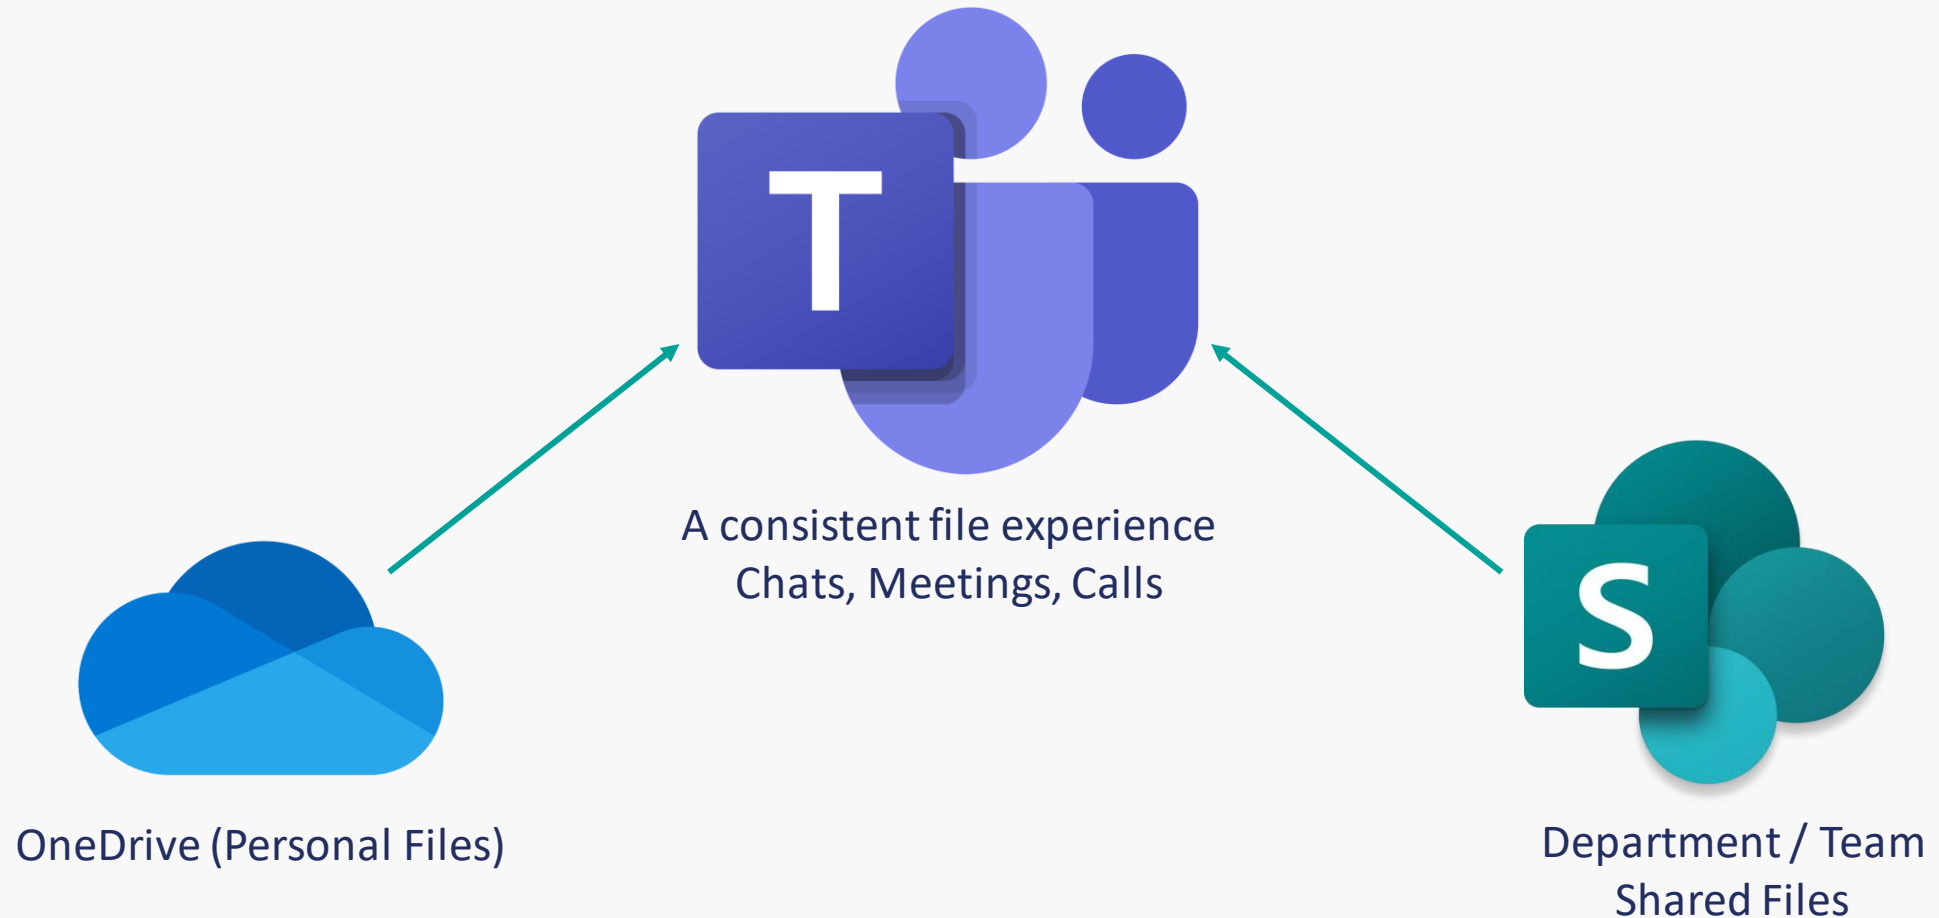 T
A consistent file experience
Chats, Meetings, Calls
S
OneDrive (Personal Files)
Department / Team
Shared Files